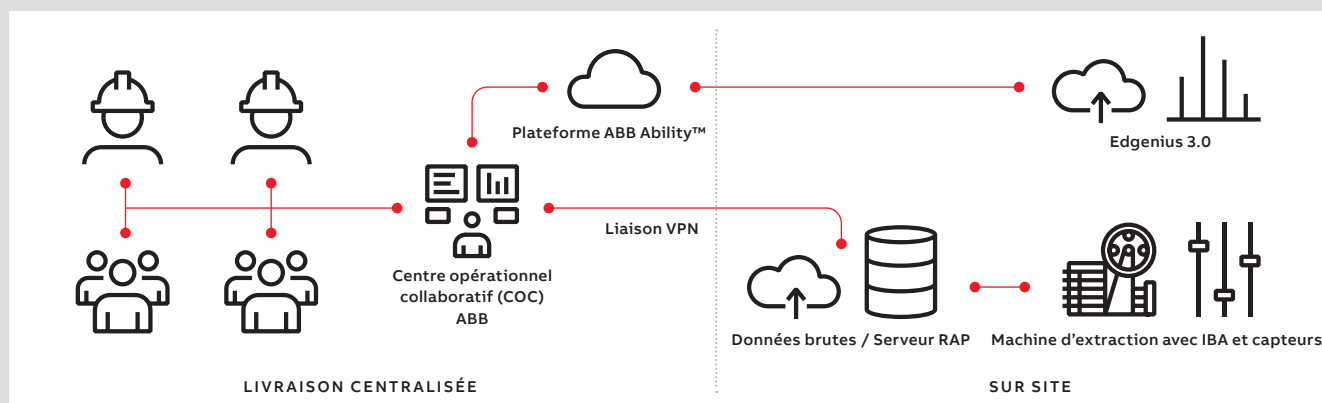 Plateforme ABB Ability™
Edgenius 3.0
Liaison VPN
Centre opérationnel
collaboratif (COC)
ABB
Données brutes / Serveur RAP
Machine d’extraction avec IBA et capteurs
LIVRAISON CENTRALISÉE
SUR SITE